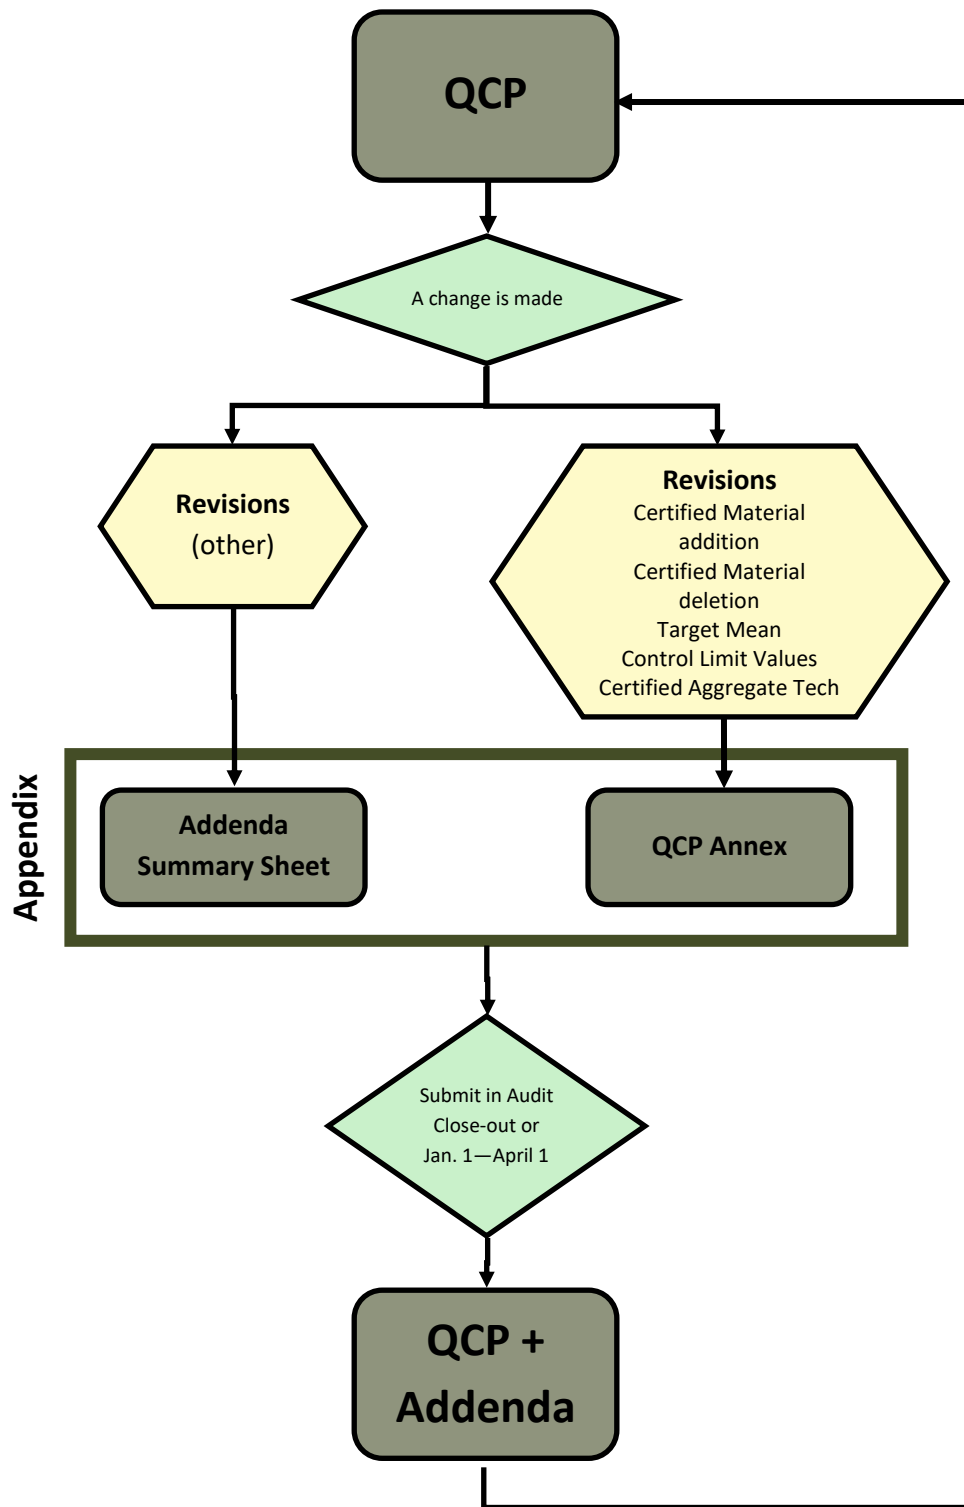 QCP
A change is made
Revisions
(other)
Revisions
Certified Material
addition
Certified Material
deletion
Target Mean
Control Limit Values
Certified Aggregate Tech
Appendix
Addenda
Summary Sheet
QCP Annex
Submit in Audit
Close-out or
Jan. 1—April 1
QCP +
Addenda